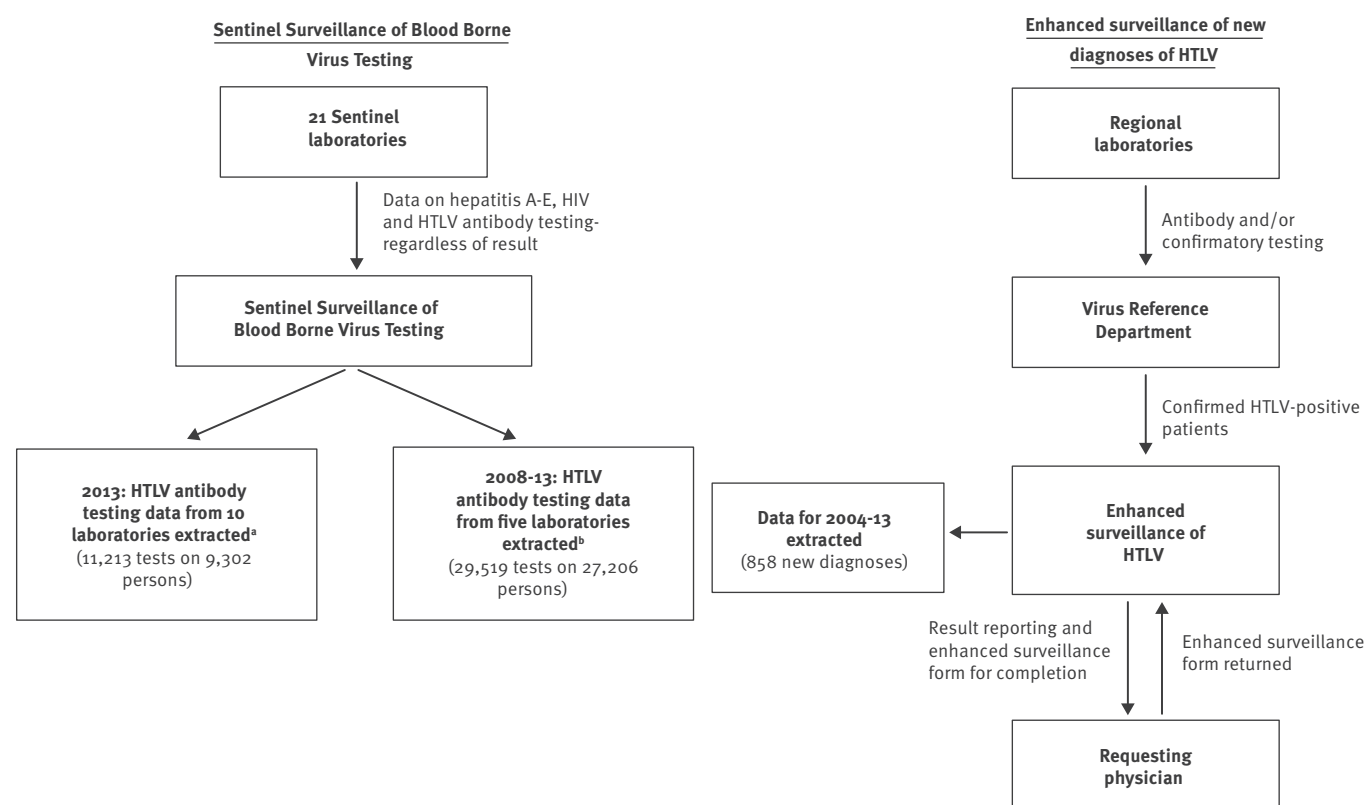 Sentinel Surveillance of Blood Borne
Virus Testing
21 Sentinel
laboratories
Data on hepatitis A-E, HIV
and HTLV antibody testing-
regardless of result
Sentinel Surveillance of
Blood Borne Virus Testing
2013: HTLV antibody
testing data from 10
laboratories extractedᵃ
(11,213 tests on 9,302
persons)
2008-13: HTLV
antibody testing data
from five laboratories
extractedᵇ
(29,519 tests on 27,206
persons)
Enhanced surveillance of new
diagnoses of HTLV
Regional
laboratories
Antibody and/or
confirmatory testing
Virus Reference
Department
Confirmed HTLV-positive
patients
Enhanced
surveillance of
HTLV
Data for 2004-13
extracted
(858 new diagnoses)
Result reporting and
enhanced surveillance
form for completion
Enhanced surveillance
form returned
Requesting
physician